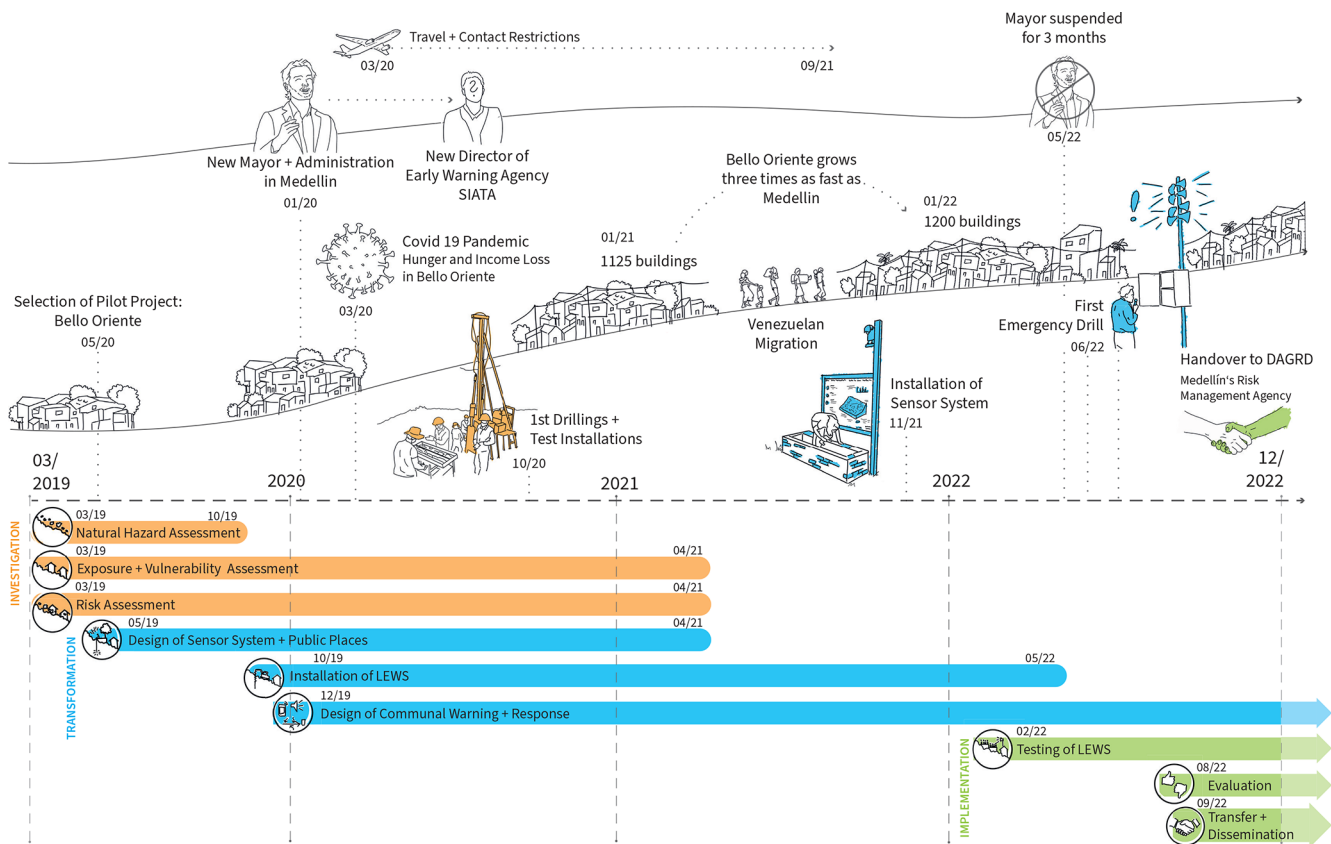 Mayor suspended
for 3 months
Travel + Contact Restrictions
03/20
09/21
05/22
New Mayor + Administration
in Medellin
01/20
New Director of
Early Warning Agency
SIATA
?
Bello Oriente grows
three times as fast as
Medellin
01/22
1200 buildings
01/21
1125 buildings
Covid 19 Pandemic
Hunger and Income Loss
in Bello Oriente
03/20
Selection of Pilot Project:
Bello Oriente
05/20
Venezuelan
Migration
!
First
Emergency Drill
06/22
Handover to DAGRD
Medellín's Risk
Management Agency
Installation of
Sensor System
11/21
1st Drillings +
Test Installations
10/20
03/
2019
2020
2021
2022
12/
2022
INVESTIGATION
03/19
10/19
Natural Hazard Assessment
03/19
04/21
Exposure + Vulnerability Assessment
03/19
04/21
Risk Assessment
TRANSFORMATION
05/19
04/21
Design of Sensor System + Public Places
10/19
05/22
Installation of LEWS
12/19
Design of Communal Warning + Response
IMPLEMENTATION
02/22
Testing of LEWS
08/22
Evaluation
09/22
Transfer +
Dissemination